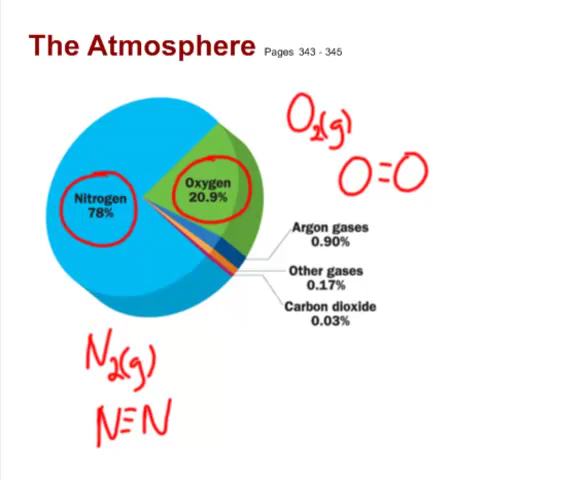 The Atmosphere Pages 343 - 345
O₂(g)
O=O
Oxygen
20.9%
Nitrogen
78%
Argon gases
0.90%
Other gases
0.17%
Carbon dioxide
0.03%
N₂(g)
N≡N